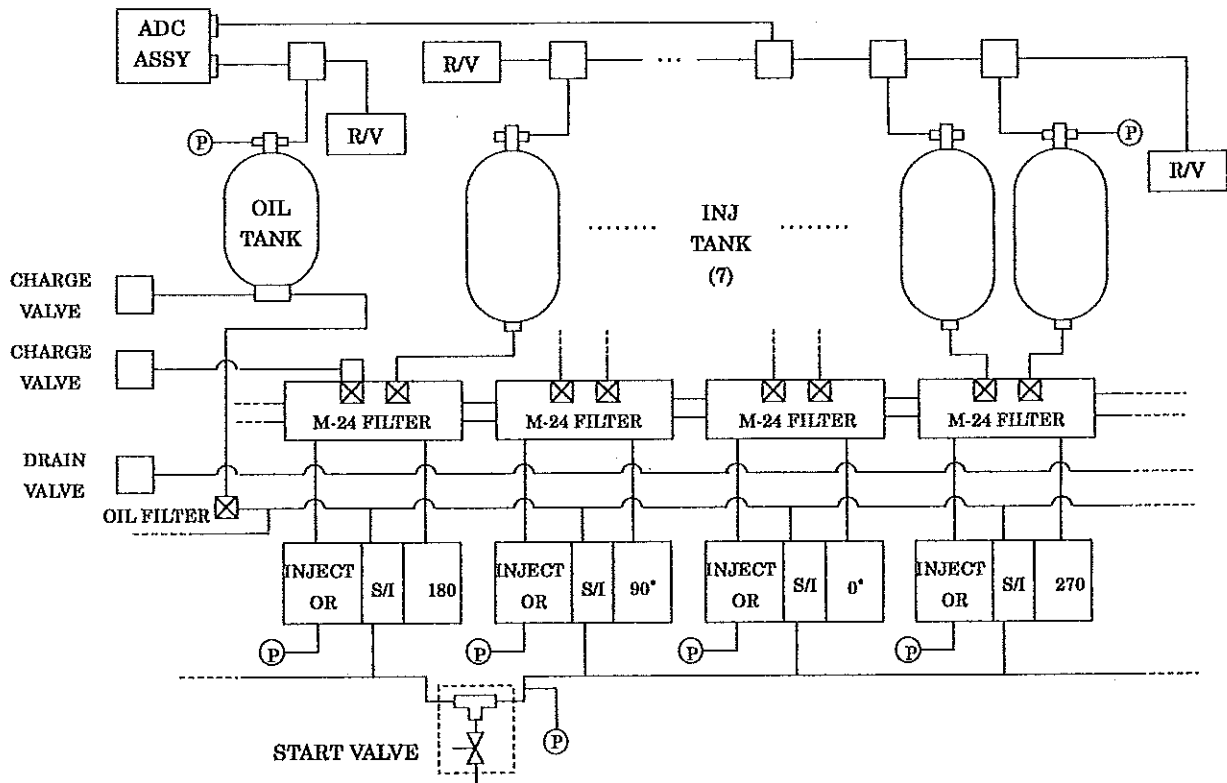 ADC
ASSY
R/V
R/V
R/V
P
P
OIL
TANK
INJ
TANK
(7)
CHARGE
VALVE
CHARGE
VALVE
M-24 FILTER
M-24 FILTER
M-24 FILTER
M-24 FILTER
DRAIN
VALVE
OIL FILTER
INJECT
OR
S/I
180
INJECT
OR
S/I
90°
INJECT
OR
S/I
0°
INJECT
OR
S/I
270
P
P
P
P
P
START VALVE